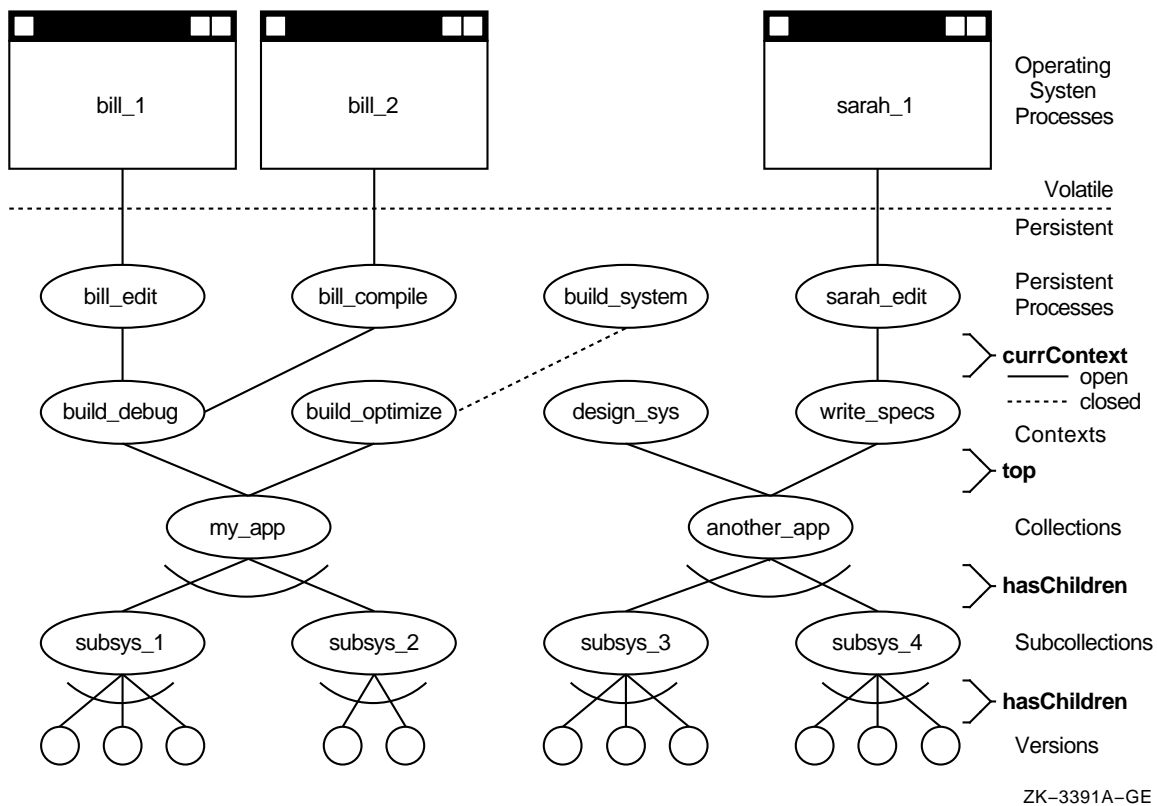 bill_1
bill_2
sarah_1
Operating
Systen
Processes
Volatile
Persistent
bill_edit
bill_compile
build_system
sarah_edit
Persistent
Processes
currContext
open
closed
build_debug
build_optimize
design_sys
write_specs
Contexts
top
my_app
another_app
Collections
hasChildren
subsys_1
subsys_2
subsys_3
subsys_4
Subcollections
hasChildren
Versions
ZK–3391A–GE